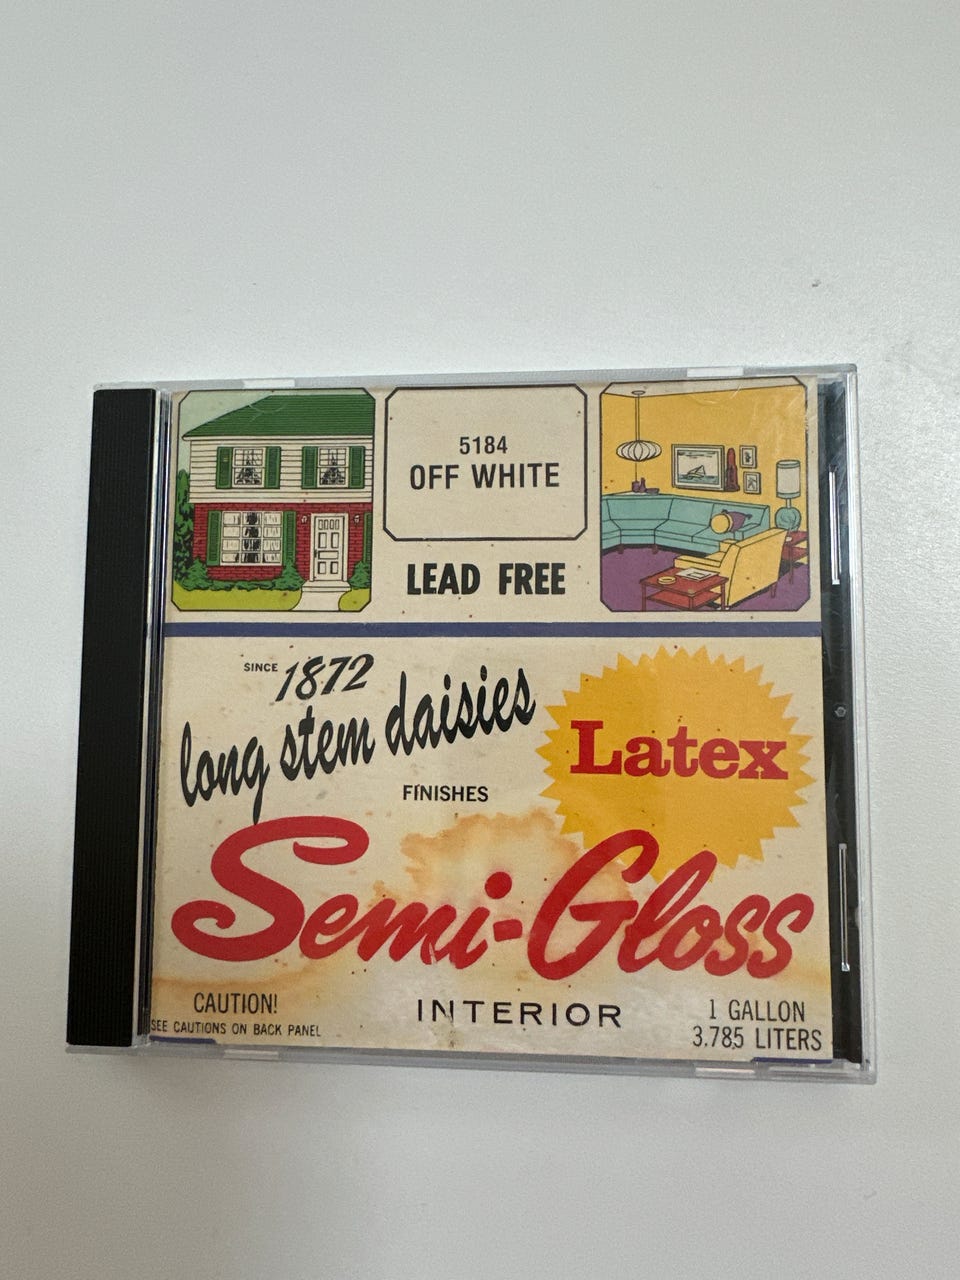 5184
OFF WHITE
LEAD FREE
SINCE 1872
long stem daisies
FINISHES
Latex
Semi-Gloss
INTERIOR
CAUTION!
SEE CAUTIONS ON BACK PANEL
1 GALLON
3.785 LITERS